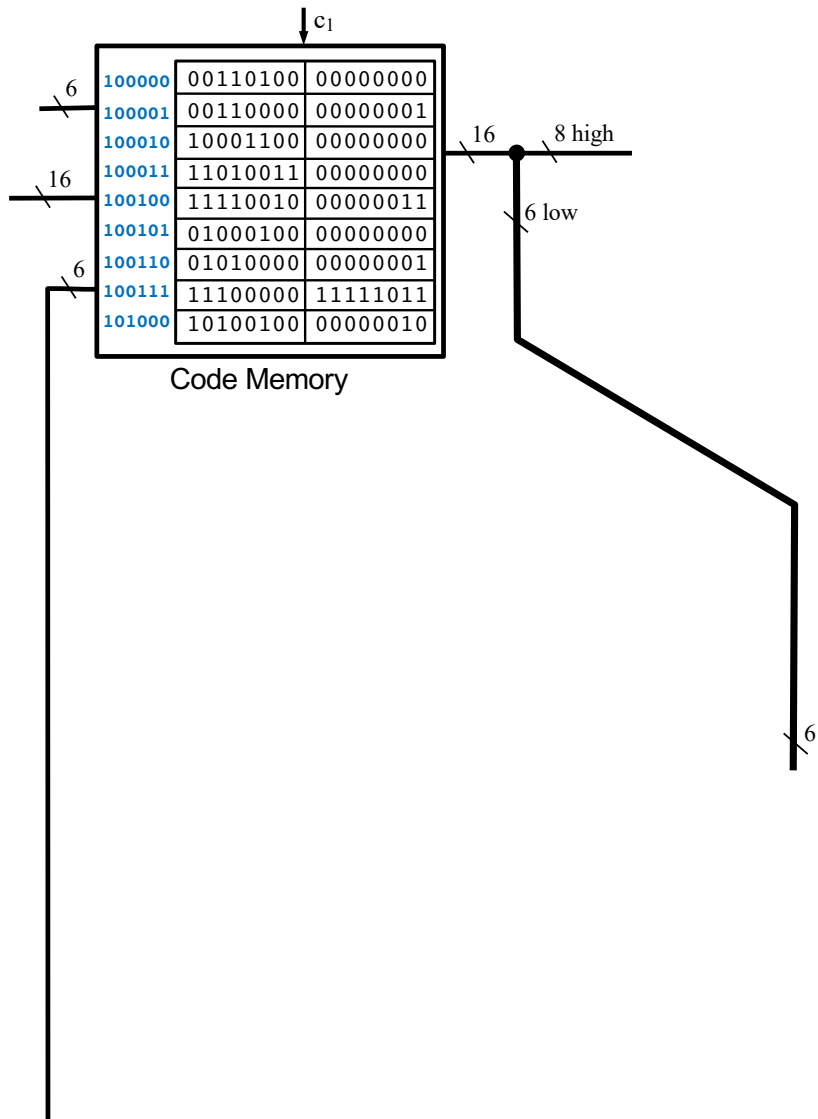 c1
6
100000 00110100 00000000
100001 00110000 00000001
100010 10001100 00000000
16 8 high
100011 11010011 00000000
16
100100 11110010 00000011
6 low
100101 01000100 00000000
100110 01010000 00000001
6
100111 11100000 11111011
101000 10100100 00000010
Code Memory
6